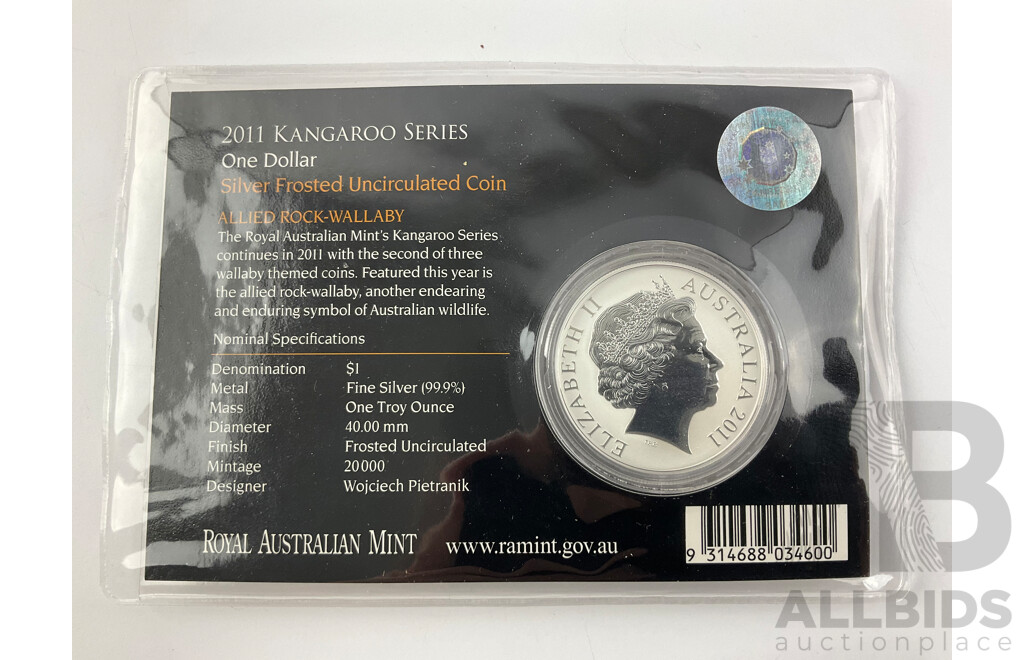 2011 KANGAROO SERIES
One Dollar
Silver Frosted Uncirculated Coin
ALLIED ROCK-WALLABY
The Royal Australian Mint's Kangaroo Series
continues in 2011 with the second of three
wallaby themed coins. Featured this year is
the allied rock-wallaby, another endearing
and enduring symbol of Australian wildlife.
Nominal Specifications
Denomination $1
Metal Fine Silver (99.9%)
Mass One Troy Ounce
Diameter 40.00 mm
Finish Frosted Uncirculated
Mintage 20000
Designer Wojciech Pietranik
ROYAL AUSTRALIAN MINT www.ramint.gov.au
ELIZABETH II AUSTRALIA 2011
9 314688 034600
B
ALLBIDS
auctionplace